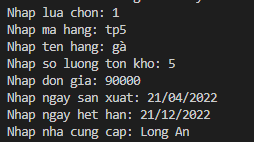 Nhap lua chon: 1
Nhap ma hang: tp5
Nhap ten hang: gà
Nhap so luong ton kho: 5
Nhap don gia: 90000
Nhap ngay san xuat: 21/04/2022
Nhap ngay het han: 21/12/2022
Nhap nha cung cap: Long An